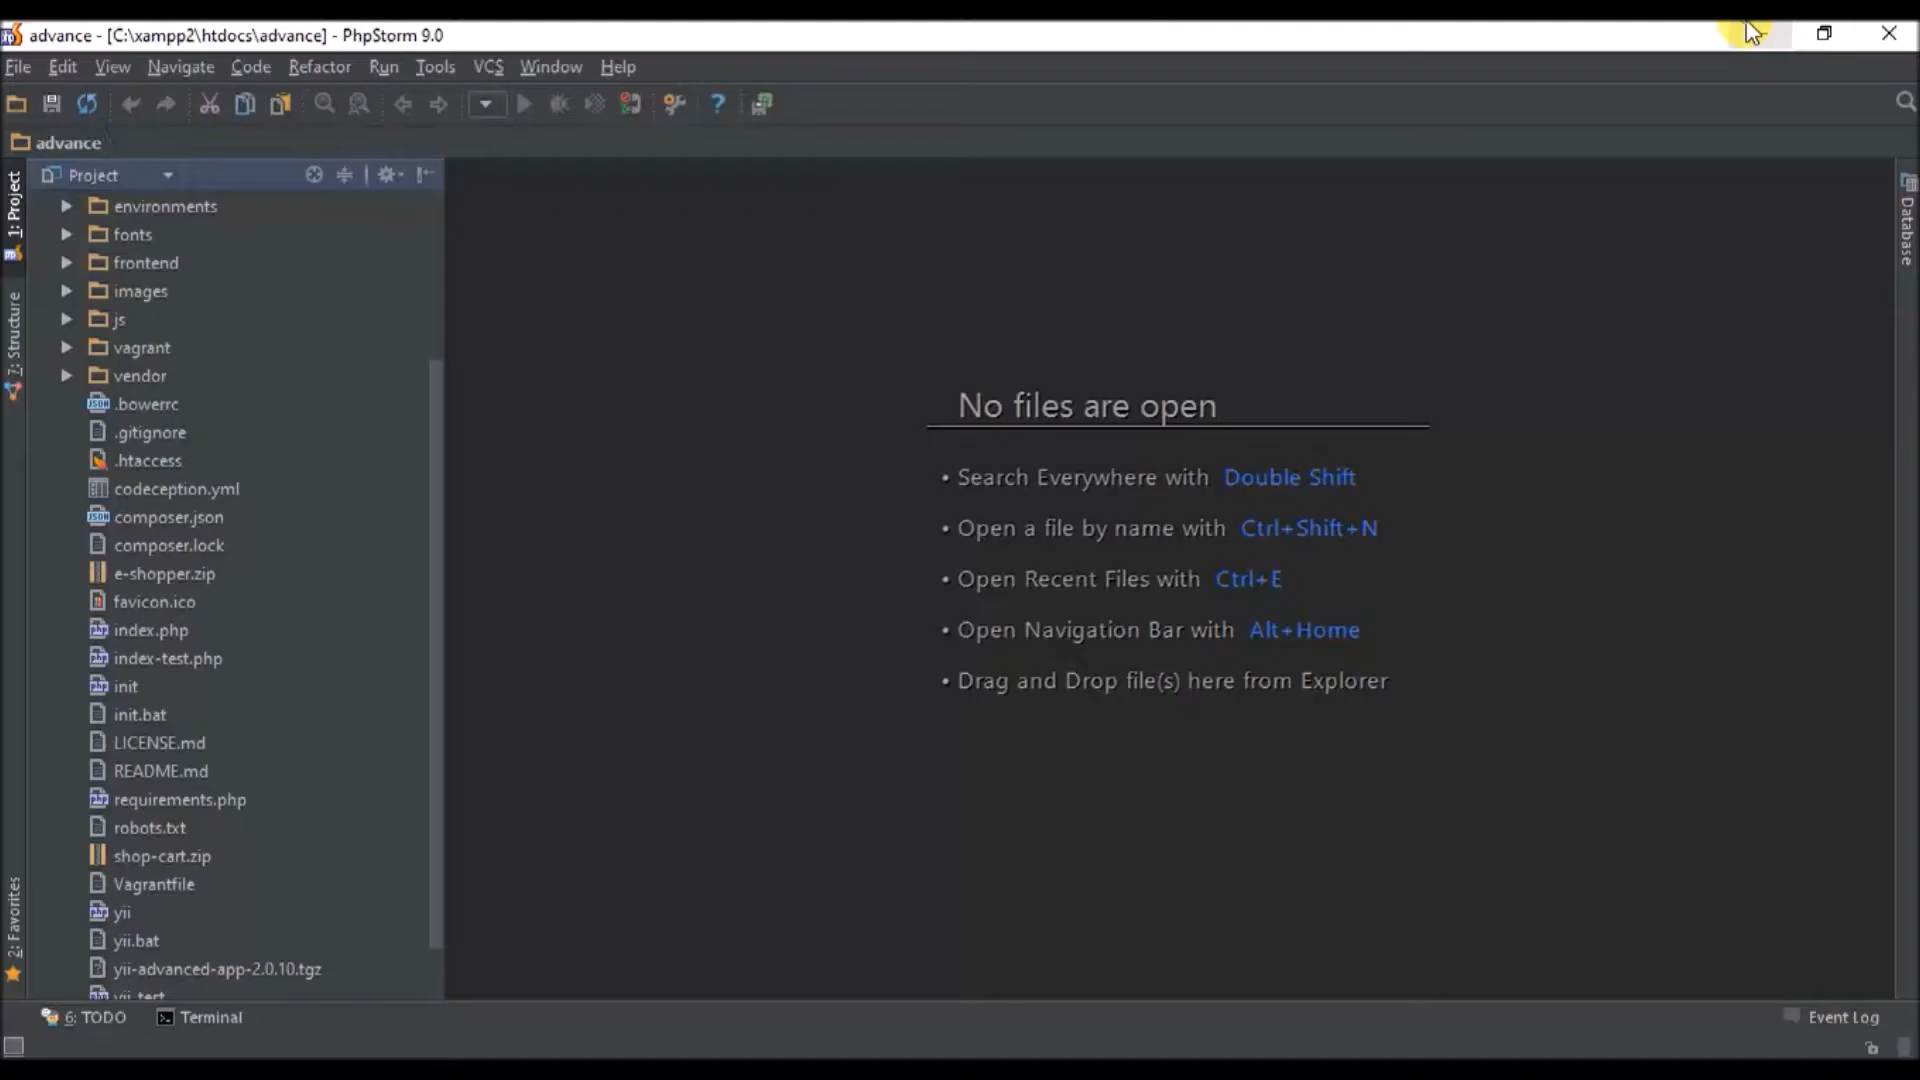 advance - [C:\xampp2\htdocs\advance] - PhpStorm 9.0
File Edit View Navigate Code Refactor Run Tools VCS Window Help
advance
Project
1: Project
7: Structure
2: Favorites
environments
fonts
frontend
images
js
vagrant
vendor
.bowerrc
.gitignore
.htaccess
codeception.yml
composer.json
composer.lock
e-shopper.zip
favicon.ico
index.php
index-test.php
init
init.bat
LICENSE.md
README.md
requirements.php
robots.txt
shop-cart.zip
Vagrantfile
yii
yii.bat
yii-advanced-app-2.0.10.tgz
yii_test
No files are open
• Search Everywhere with Double Shift
• Open a file by name with Ctrl+Shift+N
• Open Recent Files with Ctrl+E
• Open Navigation Bar with Alt+Home
• Drag and Drop file(s) here from Explorer
Database
6: TODO Terminal
Event Log